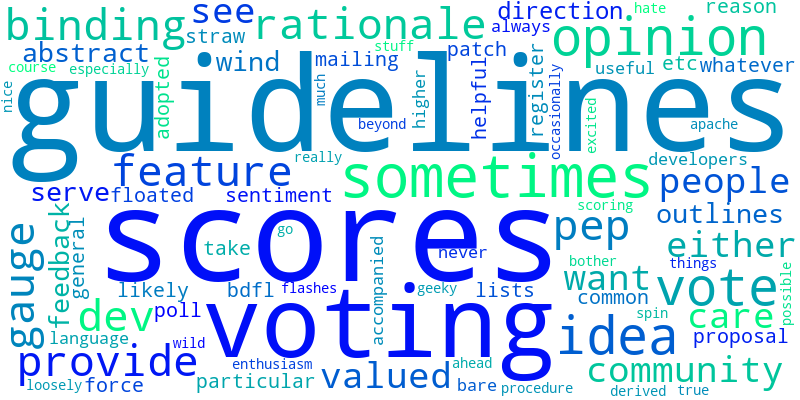 binding
see
rationale
direction
hate
reason
straw
always
opinion
abstract
wind
mailing
stuff
patch
etc
whatever
course
especially
adopted
much
higher
helpful
register
occasionally
useful
nice
guidelines
beyond
excited
apache
really
developers
feature
sometimes
people
serve
floated
sentiment
scoring
outlines
gauge
feedback
general
scores
go
take
accompanied
never
pep
either
bother
want
things
vote
possible
likely
bdfl
flashes
geeky
lists
common
dev
poll
voting
spin
care
language
wild
idea
proposal
provide
enthusiasm
ahead
community
loosely
force
particular
valued
bare
procedure
derived
true